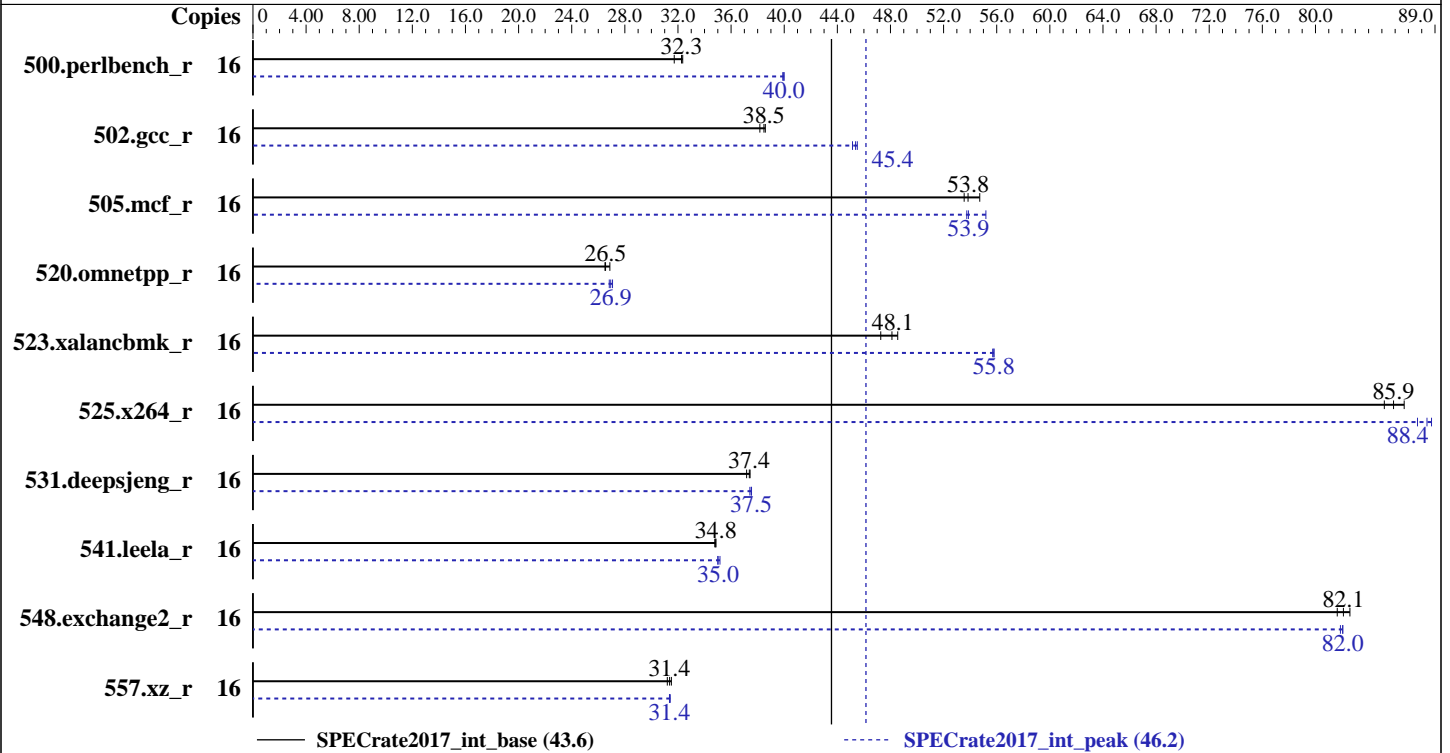 Copies 0 4.00 8.00 12.0 16.0 20.0 24.0 28.0 32.0 36.0 40.0 44.0 48.0 52.0 56.0 60.0 64.0 68.0 72.0 76.0 80.0 89.0
32.3
500.perlbench_r 16
40.0
38.5
502.gcc_r 16
45.4
53.8
505.mcf_r 16
53.9
26.5
520.omnetpp_r 16
26.9
48.1
523.xalancbmk_r 16
55.8
85.9
525.x264_r 16
88.4
37.4
531.deepsjeng_r 16
37.5
34.8
541.leela_r 16
35.0
82.1
548.exchange2_r 16
82.0
31.4
557.xz_r 16
31.4
SPECrate2017_int_base (43.6) SPECrate2017_int_peak (46.2)